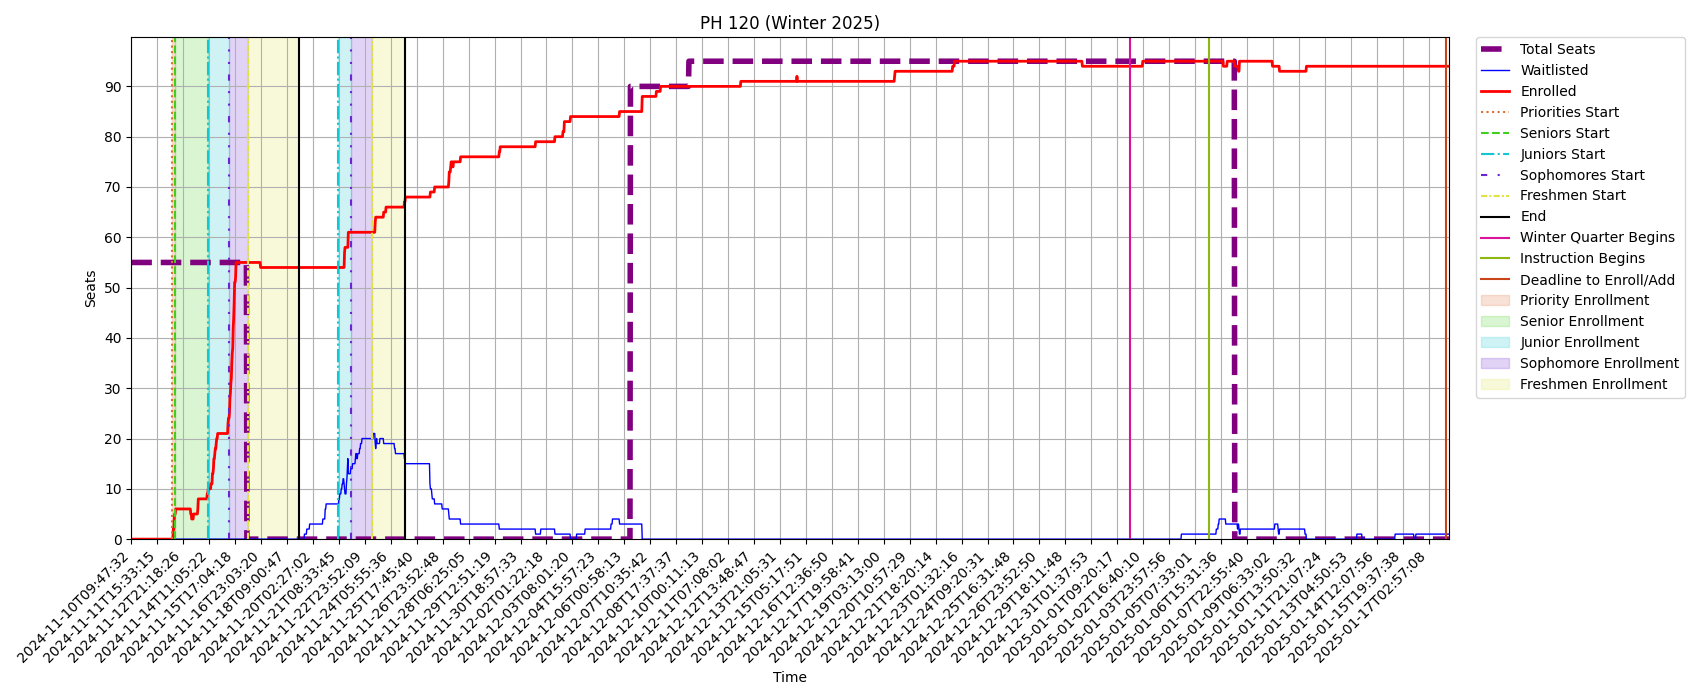 PH 120 (Winter 2025)
Seats
90
80
70
60
50
40
30
20
10
0
2024-11-10T09:47:32
2024-11-11T15:33:15
2024-11-12T21:18:26
2024-11-14T11:05:22
2024-11-15T17:04:18
2024-11-16T23:03:20
2024-11-18T09:00:47
2024-11-20T02:27:02
2024-11-21T08:33:45
2024-11-22T23:52:09
2024-11-24T05:55:36
2024-11-25T17:45:40
2024-11-26T23:52:48
2024-11-28T06:25:05
2024-11-29T12:51:19
2024-11-30T18:57:33
2024-12-02T01:22:18
2024-12-03T08:01:29
2024-12-04T15:57:23
2024-12-06T00:58:13
2024-12-07T10:35:42
2024-12-08T17:37:37
2024-12-10T00:11:13
2024-12-11T07:08:02
2024-12-12T13:48:47
2024-12-13T21:05:31
2024-12-15T05:17:51
2024-12-16T12:36:50
2024-12-17T19:58:41
2024-12-19T03:13:00
2024-12-20T10:57:29
2024-12-21T18:20:14
2024-12-23T01:32:16
2024-12-24T09:20:31
2024-12-25T16:31:48
2024-12-26T23:52:50
2024-12-29T18:11:48
2024-12-31T01:37:53
2025-01-01T09:20:17
2025-01-02T16:40:10
2025-01-03T23:57:56
2025-01-05T07:33:01
2025-01-06T15:31:36
2025-01-07T22:55:40
2025-01-09T06:33:02
2025-01-10T13:50:32
2025-01-11T21:07:24
2025-01-13T04:50:53
2025-01-14T12:07:56
2025-01-15T19:37:38
2025-01-17T02:57:08
Time
Total Seats
Waitlisted
Enrolled
Priorities Start
Seniors Start
Juniors Start
Sophomores Start
Freshmen Start
End
Winter Quarter Begins
Instruction Begins
Deadline to Enroll/Add
Priority Enrollment
Senior Enrollment
Junior Enrollment
Sophomore Enrollment
Freshmen Enrollment